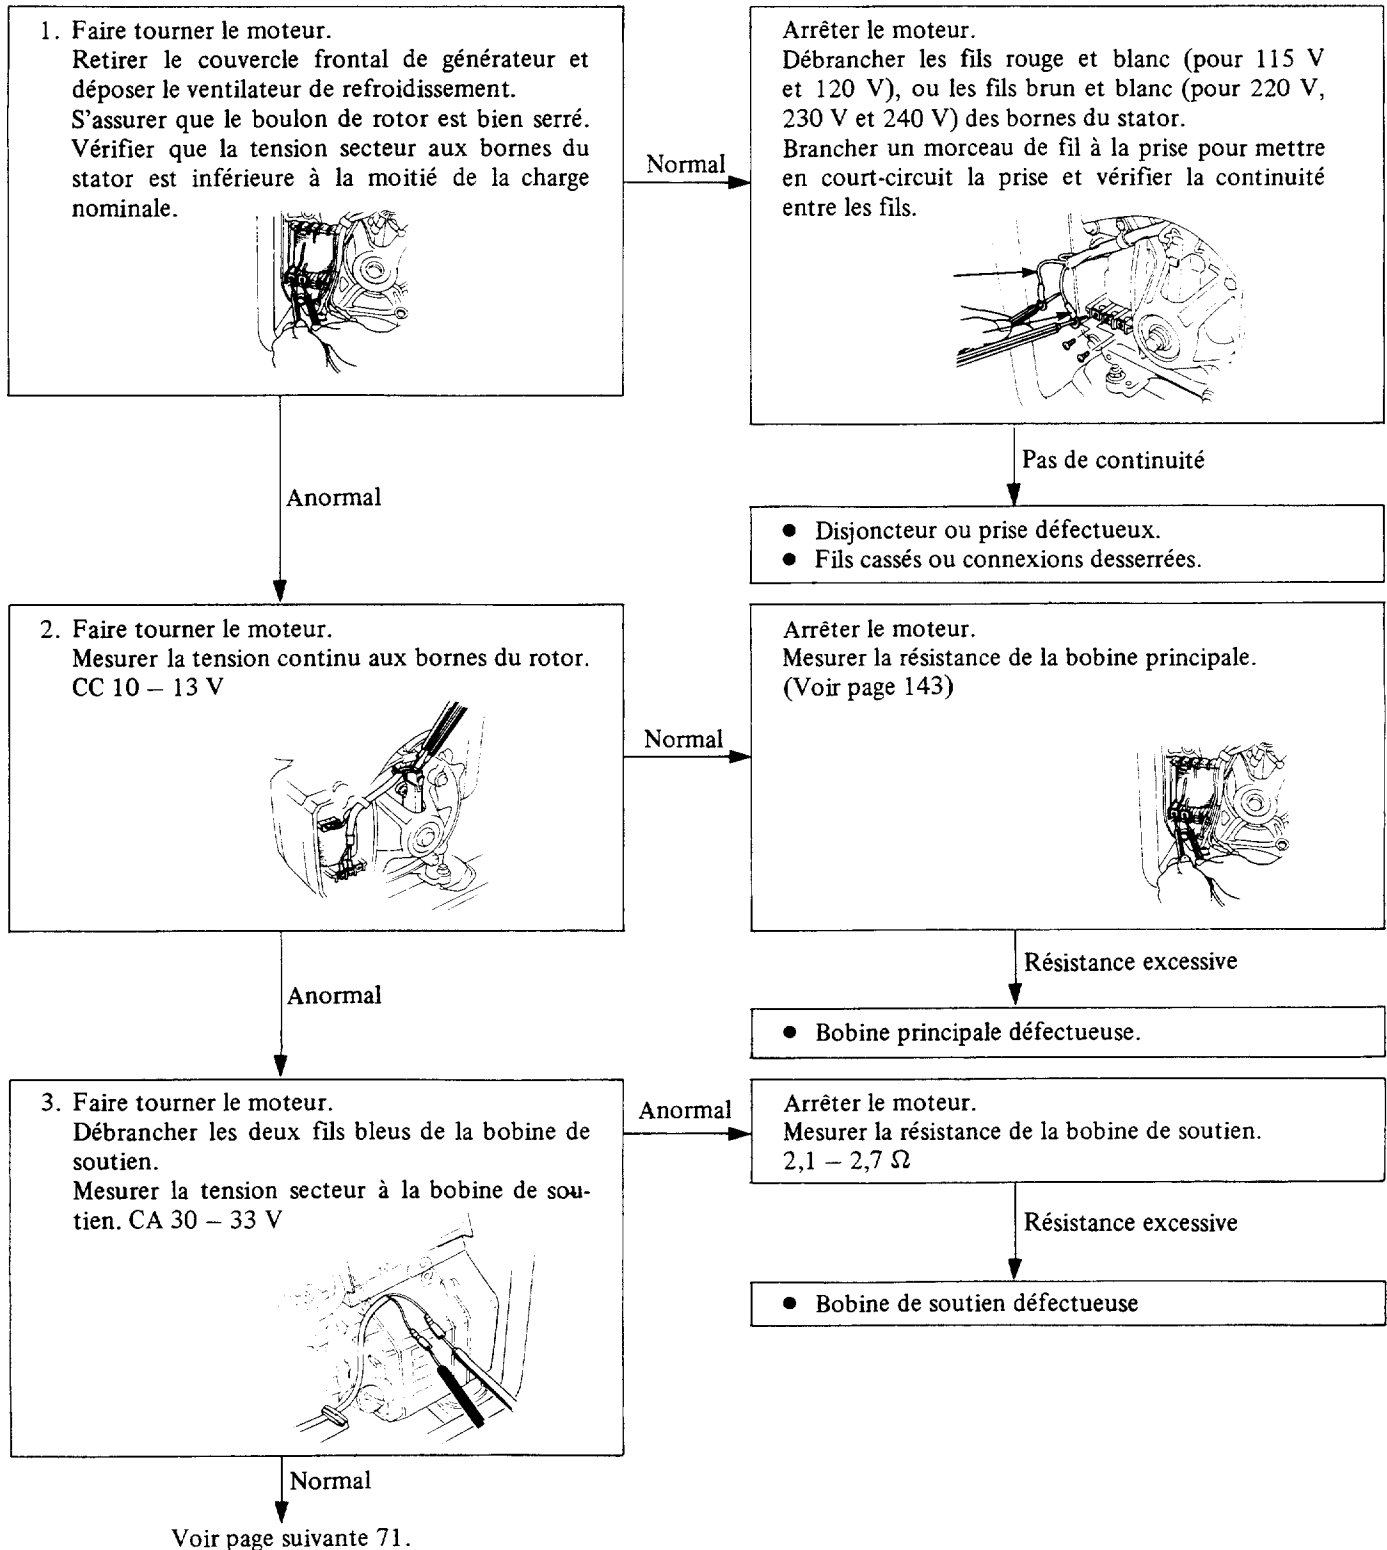 1. Faire tourner le moteur.
Retirer le couvercle frontal de générateur et
déposer le ventilateur de refroidissement.
S'assurer que le boulon de rotor est bien serré.
Vérifier que la tension secteur aux bornes du
stator est inférieure à la moitié de la charge
nominale.
Normal
Arrêter le moteur.
Débrancher les fils rouge et blanc (pour 115 V
et 120 V), ou les fils brun et blanc (pour 220 V,
230 V et 240 V) des bornes du stator.
Brancher un morceau de fil à la prise pour mettre
en court-circuit la prise et vérifier la continuité
entre les fils.
Pas de continuité
● Disjoncteur ou prise défectueux.
● Fils cassés ou connexions desserrées.
Anormal
2. Faire tourner le moteur.
Mesurer la tension continu aux bornes du rotor.
CC 10 – 13 V
Normal
Arrêter le moteur.
Mesurer la résistance de la bobine principale.
(Voir page 143)
Résistance excessive
● Bobine principale défectueuse.
Anormal
3. Faire tourner le moteur.
Débrancher les deux fils bleus de la bobine de
soutien.
Mesurer la tension secteur à la bobine de sou-
tien. CA 30 – 33 V
Anormal
Arrêter le moteur.
Mesurer la résistance de la bobine de soutien.
2,1 – 2,7 Ω
Résistance excessive
● Bobine de soutien défectueuse
Normal
Voir page suivante 71.